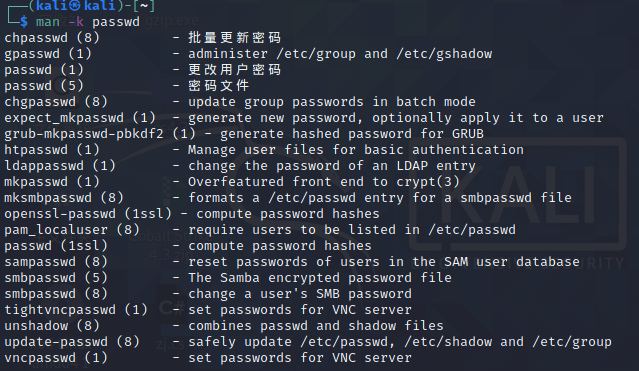 ┌──(kali㉿kali)-[~]
└─$ man -k passwd
chpasswd (8)         - 批量更新密码
gpasswd (1)          - administer /etc/group and /etc/gshadow
passwd (1)           - 更改用户密码
passwd (5)           - 密码文件
chgpasswd (8)        - update group passwords in batch mode
expect_mkpasswd (1)  - generate new password, optionally apply it to a user
grub-mkpasswd-pbkdf2 (1) - generate hashed password for GRUB
htpasswd (1)         - Manage user files for basic authentication
ldappasswd (1)       - change the password of an LDAP entry
mkpasswd (1)         - Overfeatured front end to crypt(3)
mksmbpasswd (8)      - formats a /etc/passwd entry for a smbpasswd file
openssl-passwd (1ssl) - compute password hashes
pam_localuser (8)    - require users to be listed in /etc/passwd
passwd (1ssl)        - compute password hashes
sampasswd (8)        - reset passwords of users in the SAM user database
smbpasswd (5)        - The Samba encrypted password file
smbpasswd (8)        - change a user's SMB password
tightvncpasswd (1)   - set passwords for VNC server
unshadow (8)         - combines passwd and shadow files
update-passwd (8)    - safely update /etc/passwd, /etc/shadow and /etc/group
vncpasswd (1)        - set passwords for VNC server
KALI